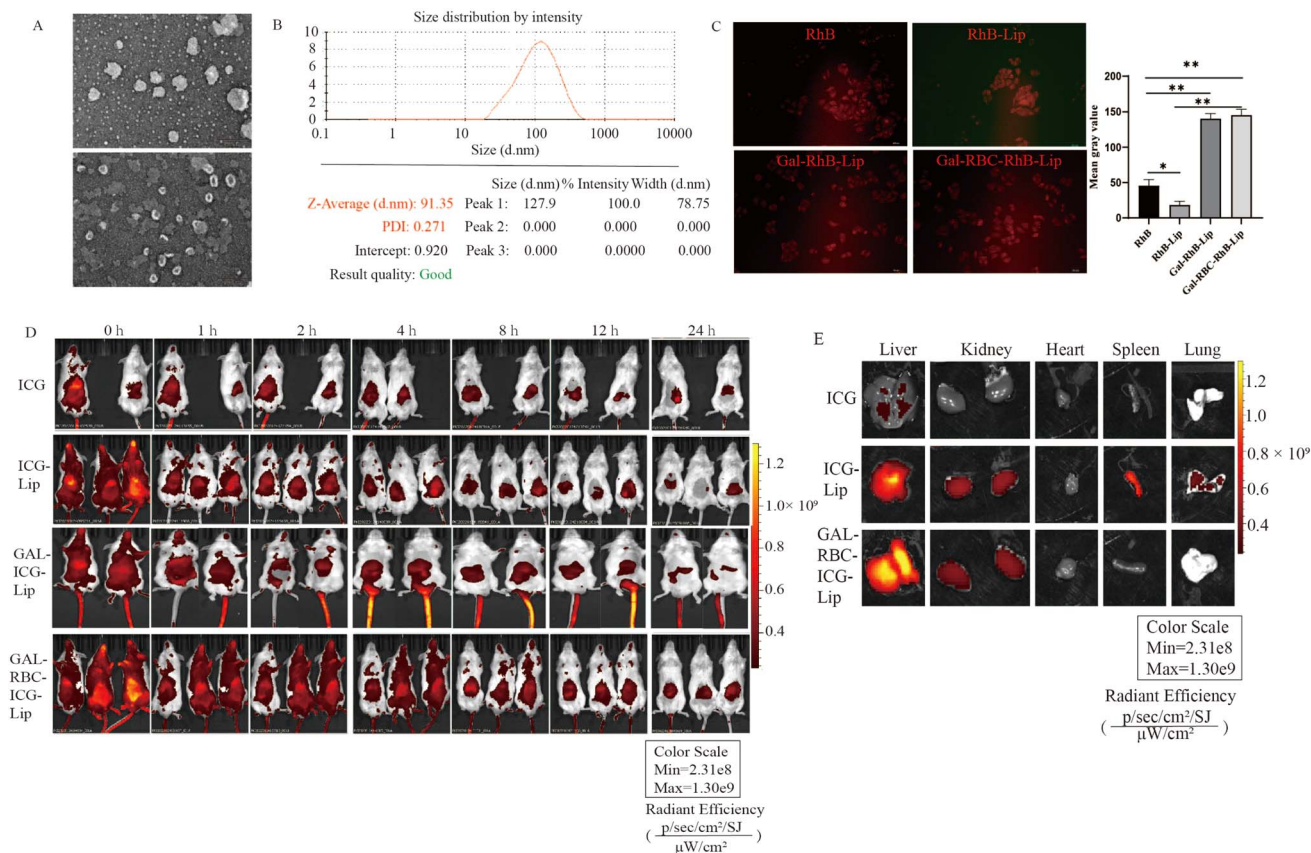 A
B
Size distribution by intensity
10
8
6
4
2
0
0.1
1
10
100
1000
10000
Size (d.nm)
Size (d.nm) % Intensity Width (d.nm)
Z-Average (d.nm): 91.35 Peak 1: 127.9 100.0 78.75
PDI: 0.271 Peak 2: 0.000 0.000 0.000
Intercept: 0.920 Peak 3: 0.000 0.0000 0.000
Result quality: Good
C
RhB
RhB-Lip
Gal-RhB-Lip
Gal-RBC-RhB-Lip
Mean gray value
200
150
100
50
0
**
**
**
*
RhB
RhB-Lip
Gal-RhB-Lip
Gal-RBC-RhB-Lip
D
0 h 1 h 2 h 4 h 8 h 12 h 24 h
ICG
ICG-
Lip
GAL-
ICG-
Lip
GAL-
RBC-
ICG-
Lip
1.2
1.0× 10⁹
0.8
0.6
0.4
Color Scale
Min=2.31e8
Max=1.30e9
Radiant Efficiency
( p/sec/cm²/SJ )
µW/cm²
E
Liver Kidney Heart Spleen Lung
ICG
ICG-
Lip
GAL-
RBC-
ICG-
Lip
1.2
1.0
0.8
0.6
0.4
× 10⁹
Color Scale
Min=2.31e8
Max=1.30e9
Radiant Efficiency
( p/sec/cm²/SJ )
µW/cm²